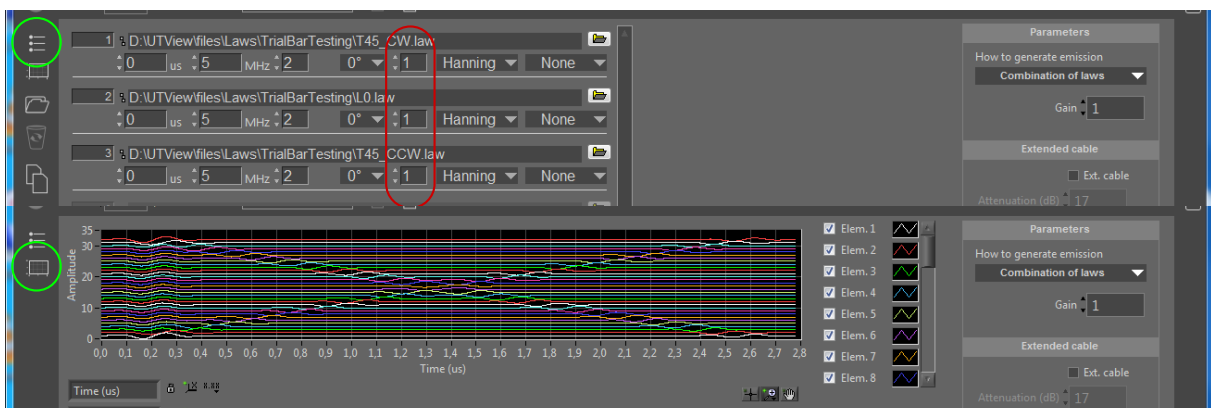 1 D:\UTView\files\Laws\TrialBarTesting\T45_CW.law
0 us 5 MHz 2 0° 1 Hanning None
2 D:\UTView\files\Laws\TrialBarTesting\L0.law
0 us 5 MHz 2 0° 1 Hanning None
3 D:\UTView\files\Laws\TrialBarTesting\T45_CCW.law
0 us 5 MHz 2 0° 1 Hanning None
Parameters
How to generate emission
Combination of laws
Gain 1
Extended cable
Ext. cable
Attenuation (dB) 17
35
30
20
10
0
Amplitude
0,0 0,1 0,2 0,3 0,4 0,5 0,6 0,7 0,8 0,9 1,0 1,1 1,2 1,3 1,4 1,5 1,6 1,7 1,8 1,9 2,0 2,1 2,2 2,3 2,4 2,5 2,6 2,7 2,8
Time (us)
Time (us)
Elem. 1
Elem. 2
Elem. 3
Elem. 4
Elem. 5
Elem. 6
Elem. 7
Elem. 8
Parameters
How to generate emission
Combination of laws
Gain 1
Extended cable
Ext. cable
Attenuation (dB) 17